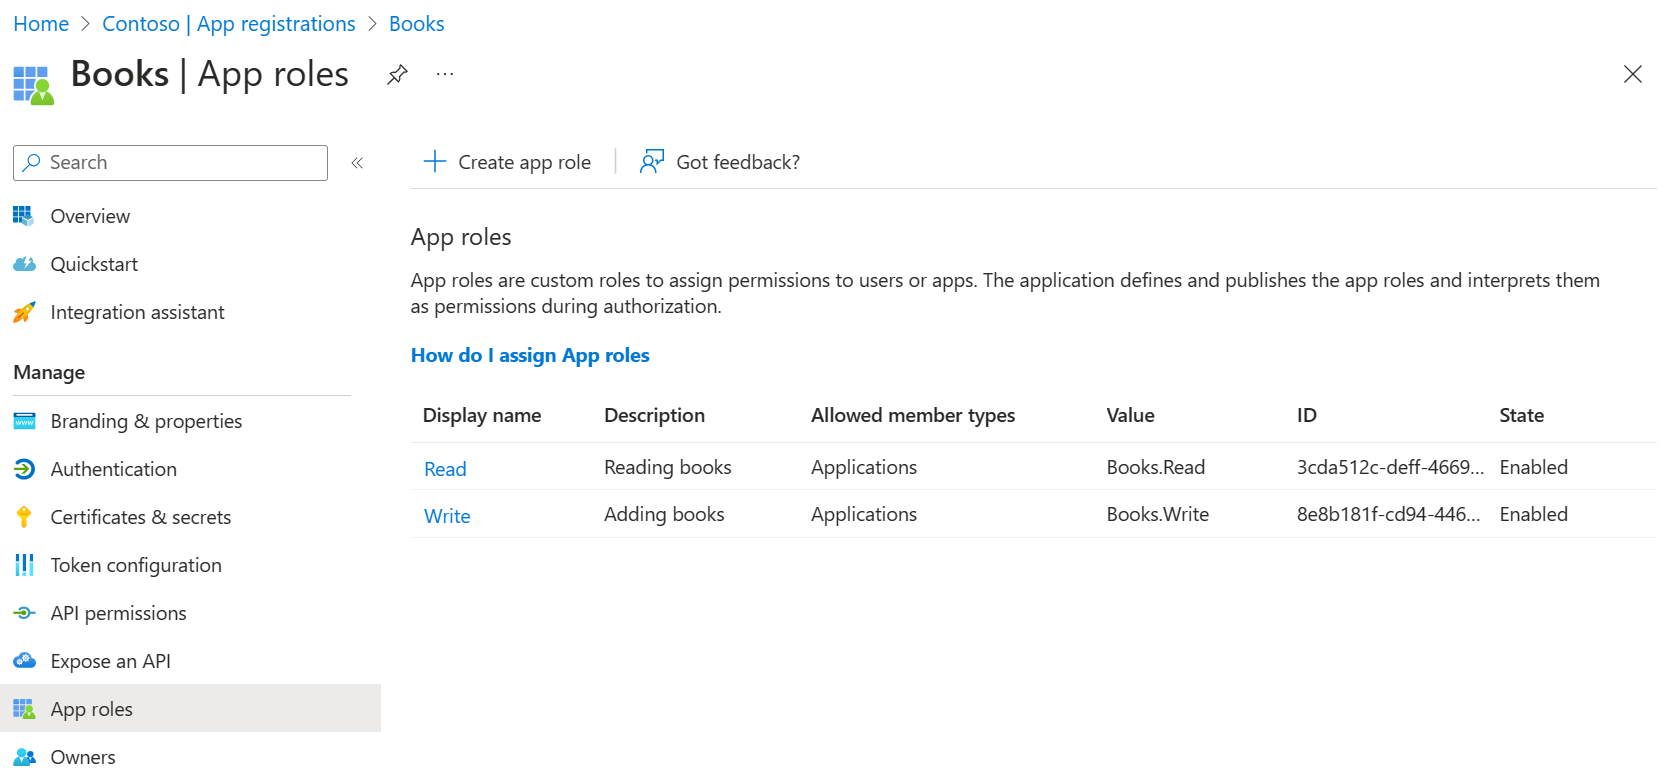 Home > Contoso | App registrations > Books
Books | App roles
Search
Overview
Quickstart
Integration assistant
Manage
Branding & properties
Authentication
Certificates & secrets
Token configuration
API permissions
Expose an API
App roles
Owners
Create app role
Got feedback?
App roles
App roles are custom roles to assign permissions to users or apps. The application defines and publishes the app roles and interprets them
as permissions during authorization.
How do I assign App roles
Display name Description Allowed member types Value ID State
Read Reading books Applications Books.Read 3cda512c-deff-4669... Enabled
Write Adding books Applications Books.Write 8e8b181f-cd94-446... Enabled